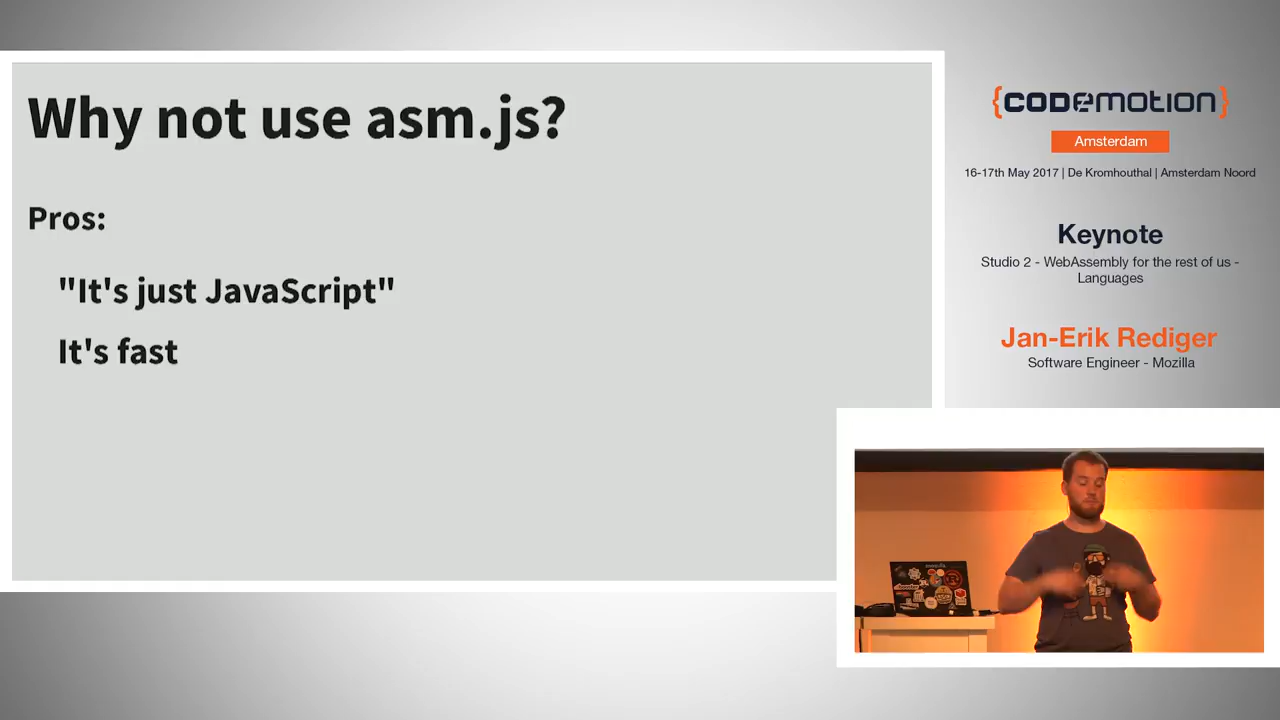 Why not use asm.js?
Pros:
"It's just JavaScript"
It's fast
{CODEMOTION}
Amsterdam
16-17th May 2017 | De Kromhouthal | Amsterdam Noord
Keynote
Studio 2 - WebAssembly for the rest of us -
Languages
Jan-Erik Rediger
Software Engineer - Mozilla